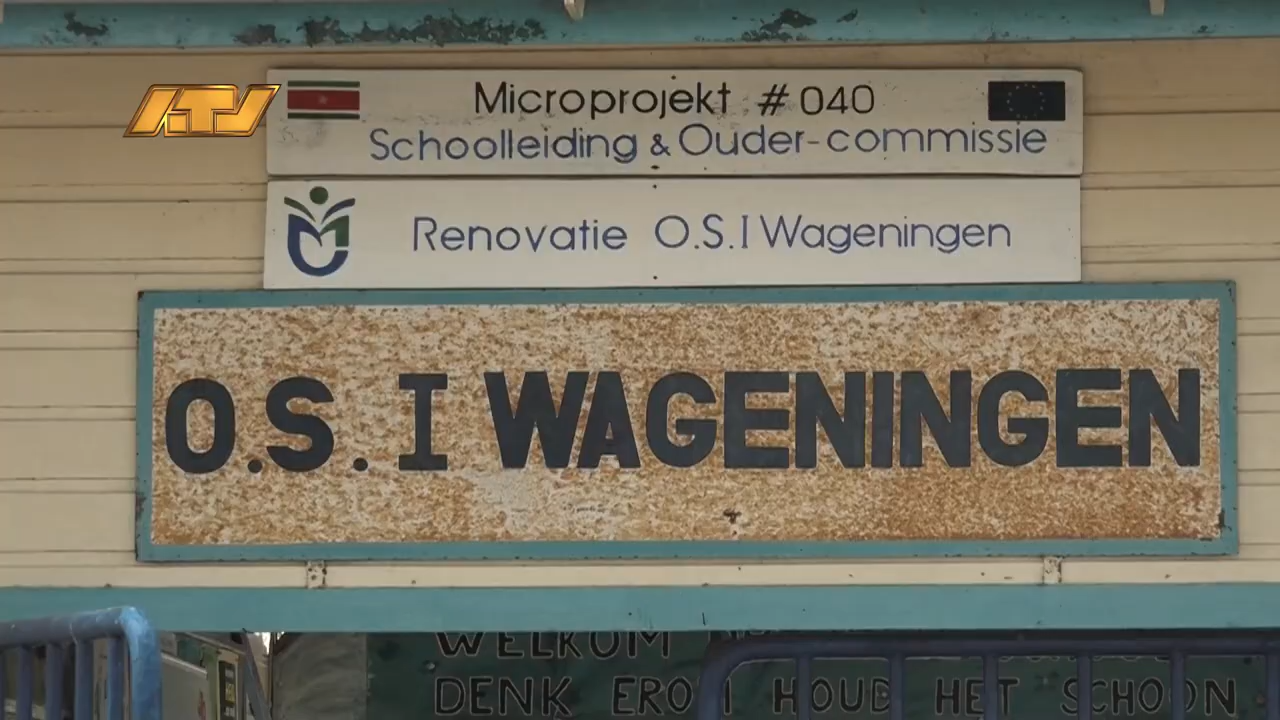 ATV
Microprojekt # 040
Schoolleiding & Ouder-commissie
Renovatie O.S.I Wageningen
O.S.I WAGENINGEN
WELKOM
DENK EROM HOUD HET SCHOON